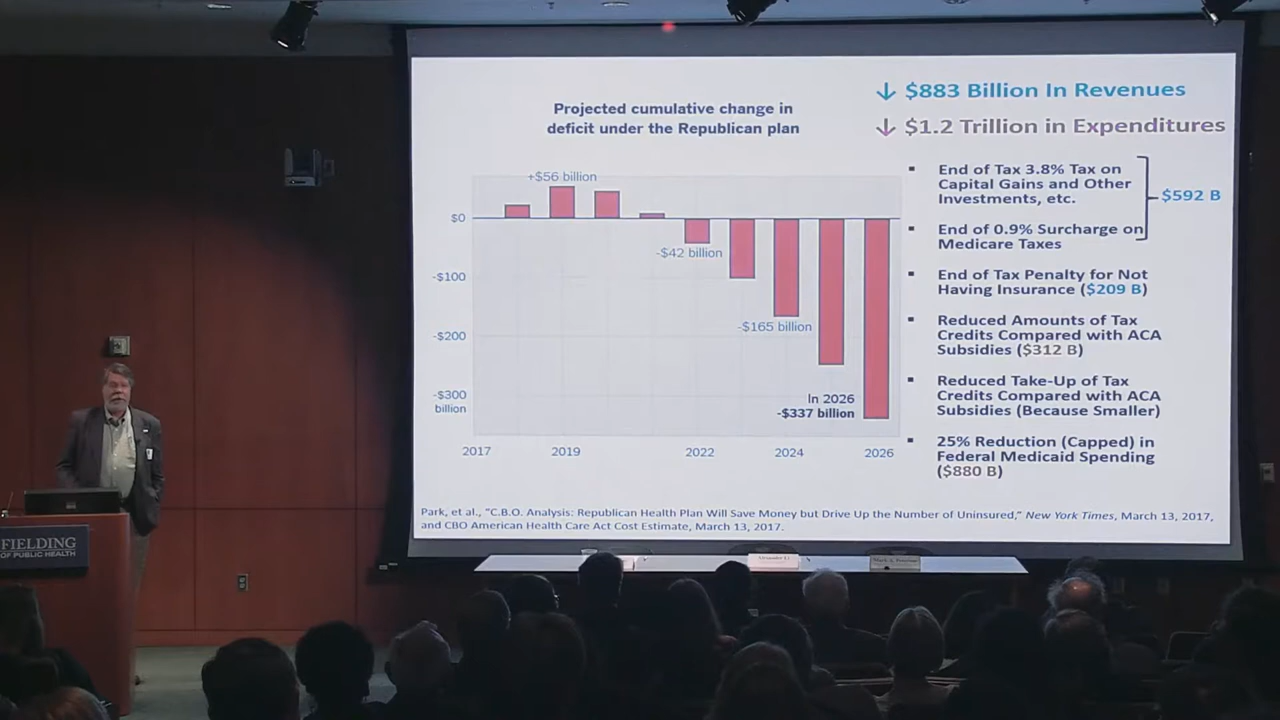 Projected cumulative change in
deficit under the Republican plan
↓ $883 Billion In Revenues
↓ $1.2 Trillion in Expenditures
+$56 billion
$0
-$42 billion
-$100
-$165 billion
-$200
-$300
billion
In 2026
-$337 billion
2017
2019
2022
2024
2026
▪ End of Tax 3.8% Tax on
Capital Gains and Other
Investments, etc.
$592 B
▪ End of 0.9% Surcharge on
Medicare Taxes
▪ End of Tax Penalty for Not
Having Insurance ($209 B)
▪ Reduced Amounts of Tax
Credits Compared with ACA
Subsidies ($312 B)
▪ Reduced Take-Up of Tax
Credits Compared with ACA
Subsidies (Because Smaller)
▪ 25% Reduction (Capped) in
Federal Medicaid Spending
($880 B)
Park, et al., "C.B.O. Analysis: Republican Health Plan Will Save Money but Drive Up the Number of Uninsured," New York Times, March 13, 2017,
and CBO American Health Care Act Cost Estimate, March 13, 2017.
FIELDING
OF PUBLIC HEALTH